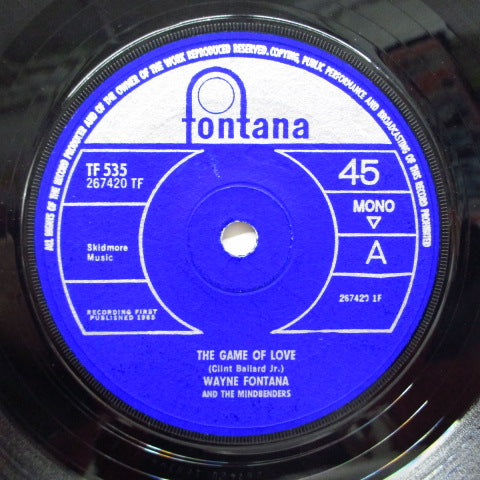 ALL RIGHTS OF THE RECORD PRODUCER AND OF THE OWNER OF THE WORK REPRODUCED RESERVED. COPYING, PUBLIC PERFORMANCE AND BROADCASTING OF THIS RECORD PROHIBITED
fontana
TF 535
267420 TF
45
MONO
A
Skidmore
Music
267420 1F
RECORDING FIRST
PUBLISHED 1965
THE GAME OF LOVE
(Clint Ballard Jr.)
WAYNE FONTANA
AND THE MINDBENDERS